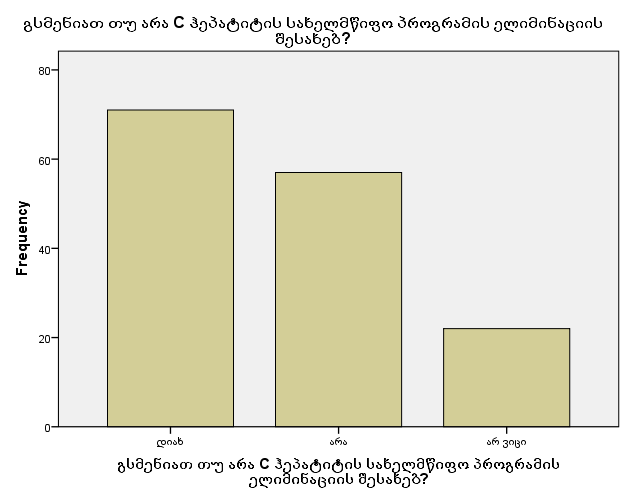 გსმენიათ თუ არა C ჰეპატიტის სახელმწიფო პროგრამის ელიმინაციის
შესახებ?
80
60
40
20
0
Frequency
დიახ
არა
არ ვიცი
გსმენიათ თუ არა C ჰეპატიტის სახელმწიფო პროგრამის
ელიმინაციის შესახებ?